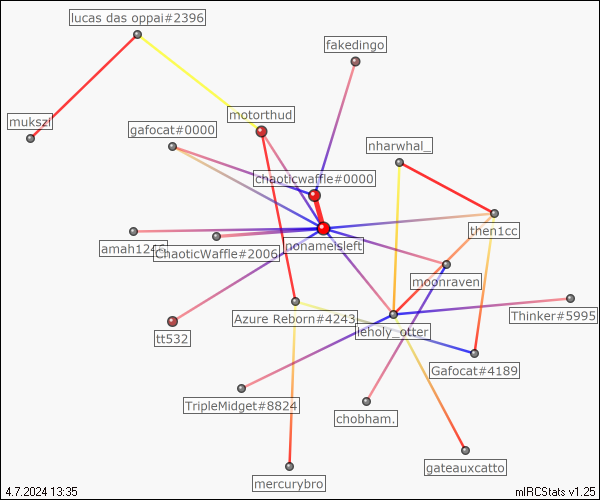 lucas das oppai#2396
fakedingo
mukszi
motorthud
gafocat#0000
nharwhal_
chaoticwaffle#0000
then1cc
nonameisleft
amah1246
ChaoticWaffle#2006
moonraven
Thinker#5995
Azure Reborn#4243
leholy_otter
tt532
Gafocat#4189
TripleMidget#8824
chobham.
gateauxcatto
mercurybro
4.7.2024 13:35
mIRCStats v1.25